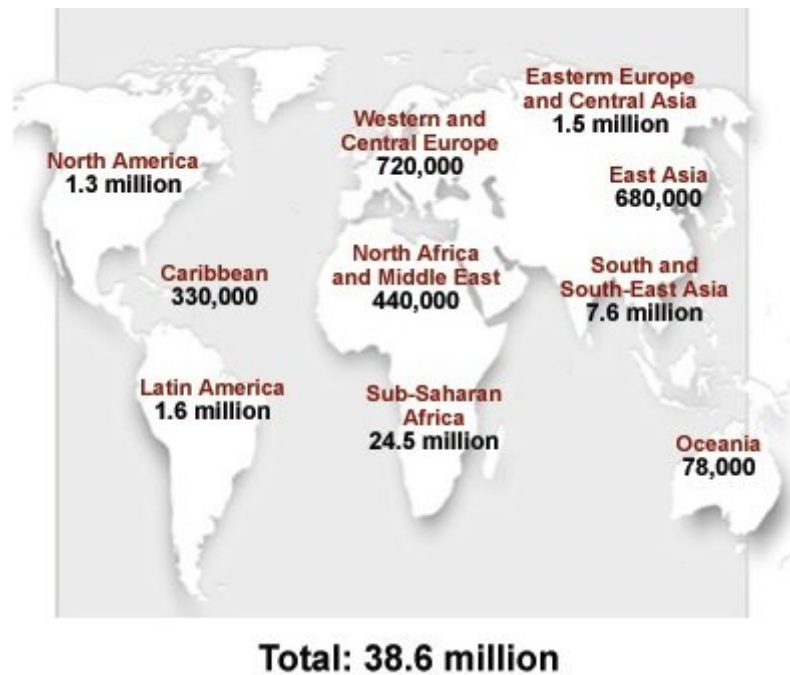 Easterm Europe
and Central Asia
1.5 million
Western and
Central Europe
720,000
North America
1.3 million
East Asia
680,000
North Africa
and Middle East
440,000
Caribbean
330,000
South and
South-East Asia
7.6 million
Latin America
1.6 million
Sub-Saharan
Africa
24.5 million
Oceania
78,000
Total: 38.6 million